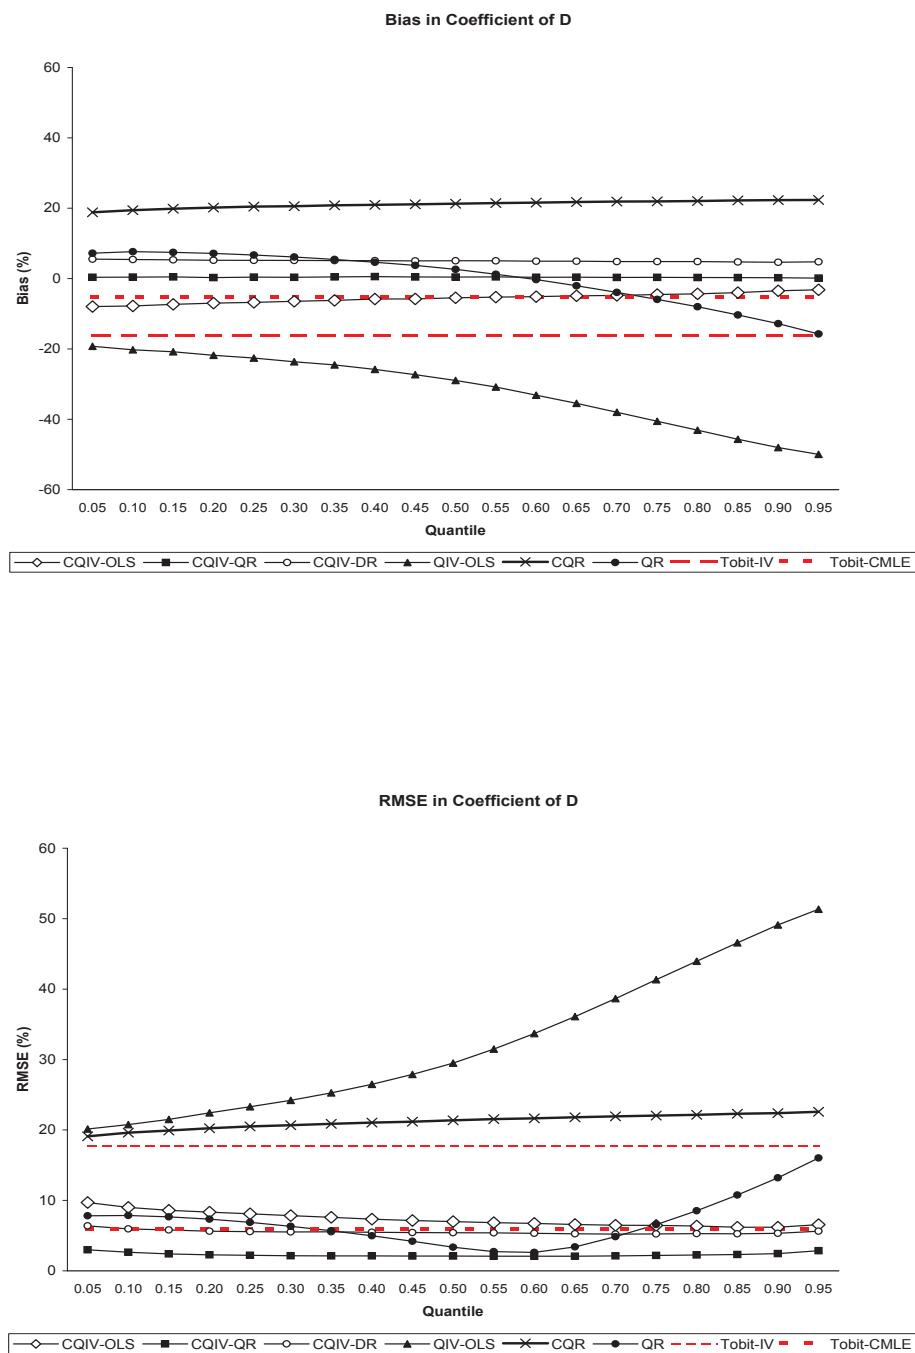 Bias in Coefficient of D
60
40
20
0
-20
-40
-60
Bias (%)
0.05 0.10 0.15 0.20 0.25 0.30 0.35 0.40 0.45 0.50 0.55 0.60 0.65 0.70 0.75 0.80 0.85 0.90 0.95
Quantile
CQIV-OLS CQIV-QR CQIV-DR QIV-OLS CQR QR Tobit-IV Tobit-CMLE
RMSE in Coefficient of D
60
50
40
30
20
10
0
RMSE (%)
0.05 0.10 0.15 0.20 0.25 0.30 0.35 0.40 0.45 0.50 0.55 0.60 0.65 0.70 0.75 0.80 0.85 0.90 0.95
Quantile
CQIV-OLS CQIV-QR CQIV-DR QIV-OLS CQR QR Tobit-IV Tobit-CMLE